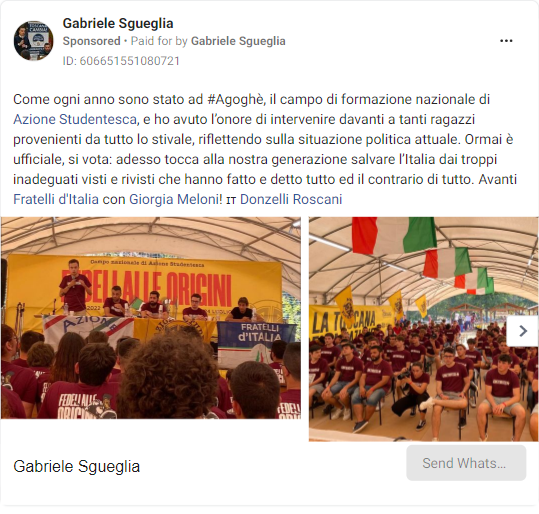 Gabriele Sgueglia
Sponsored • Paid for by Gabriele Sgueglia
ID: 606651551080721
Come ogni anno sono stato ad #Agoghè, il campo di formazione nazionale di
Azione Studentesca, e ho avuto l'onore di intervenire davanti a tanti ragazzi
provenienti da tutto lo stivale, riflettendo sulla situazione politica attuale. Ormai è
ufficiale, si vota: adesso tocca alla nostra generazione salvare l'Italia dai troppi
inadeguati visti e rivisti che hanno fatto e detto tutto ed il contrario di tutto. Avanti
Fratelli d'Italia con Giorgia Meloni! IT Donzelli Roscani
Campo nazionale di Azione Studentesca
FEDELI ALLE ORIGINI
AZION
FRATELLI
d'ITALIA
FEDELI ALLE
ORIGINI
LA TOSCANA
Gabriele Sgueglia
Send Whats...